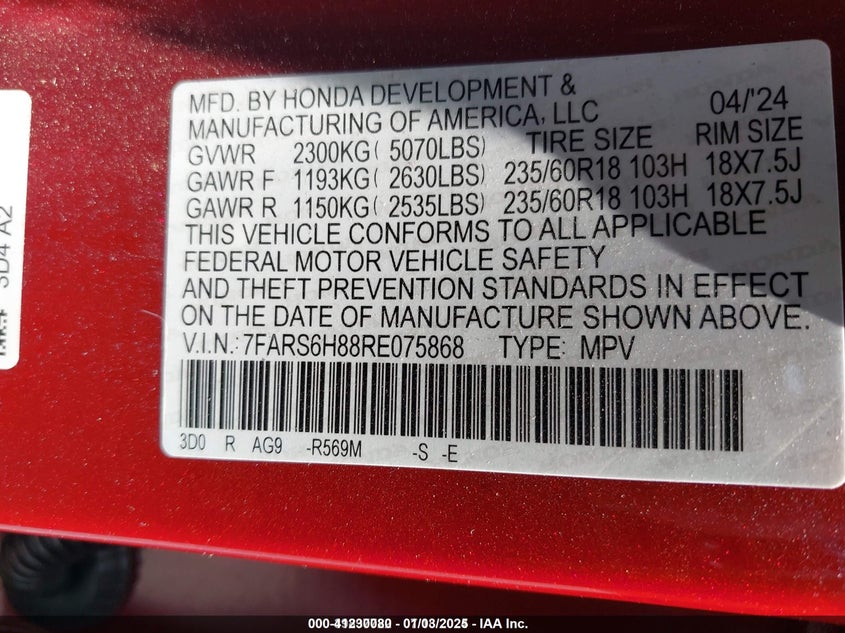 MFD. BY HONDA DEVELOPMENT &
MANUFACTURING OF AMERICA, LLC 04/'24
GVWR 2300KG( 5070LBS) TIRE SIZE RIM SIZE
GAWR F 1193KG( 2630LBS) 235/60R18 103H 18X7.5J
GAWR R 1150KG( 2535LBS) 235/60R18 103H 18X7.5J
THIS VEHICLE CONFORMS TO ALL APPLICABLE
FEDERAL MOTOR VEHICLE SAFETY
AND THEFT PREVENTION STANDARDS IN EFFECT
ON THE DATE OF MANUFACTURE SHOWN ABOVE.
V.I.N.:7FARS6H88RE075868 TYPE: MPV
3D0 R AG9 -R569M -S -E
3D4 A2
- IAA Inc.